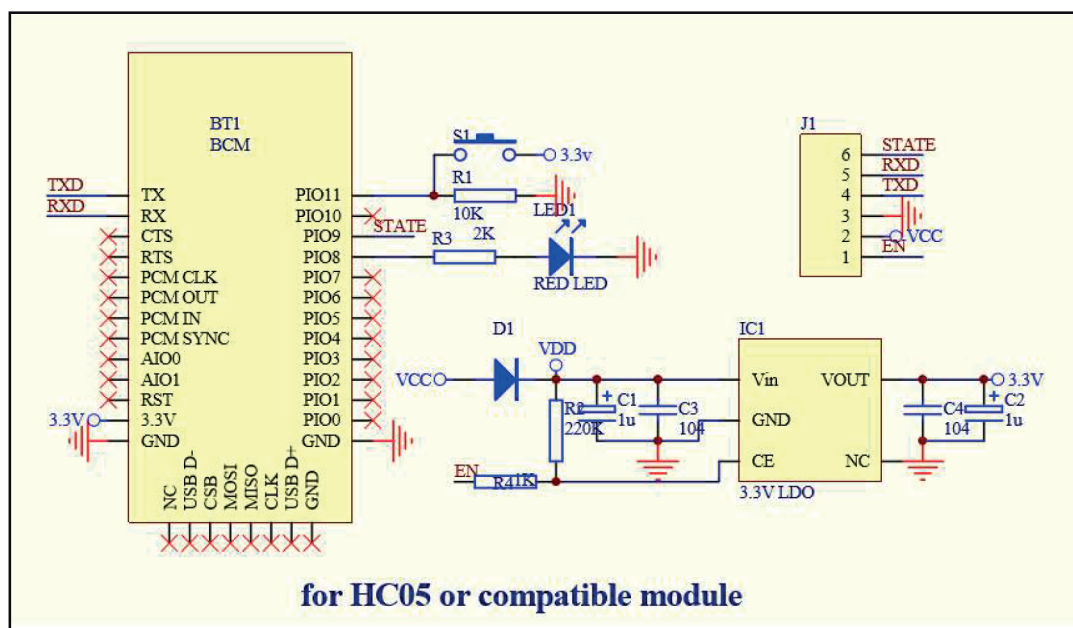 BT1
BCM
TXD
RXD
TX
RX
CTS
RTS
PCM CLK
PCM OUT
PCM IN
PCM SYNC
AIO0
AIO1
RST
3.3V
3.3V
GND
PIO11
PIO10
PIO9
PIO8
PIO7
PIO6
PIO5
PIO4
PIO3
PIO2
PIO1
PIO0
GND
NC
USB D-
CSB
MOSI
MISO
CLK
USB D+
GND
S1
3.3v
R1
10K
STATE
R3
2K
LED1
RED LED
J1
6
STATE
5
RXD
4
TXD
3
2
VCC
EN
1
D1
VDD
VCC
R2
220K
C1
1u
C3
104
EN
R4
1K
IC1
Vin
VOUT
GND
CE
NC
3.3V LDO
3.3V
C4
104
C2
1u
+
+
for HC05 or compatible module